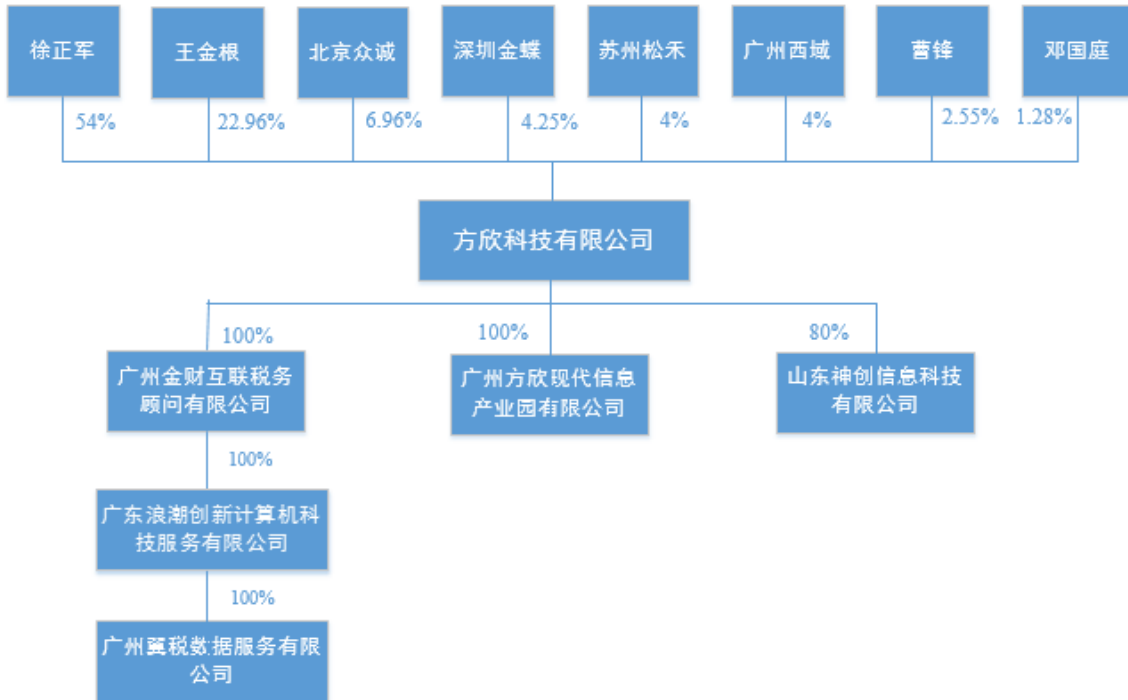 徐正军
王金根
北京众诚
深圳金蝶
苏州松禾
广州西域
曹锋
邓国庭
54%
22.96%
6.96%
4.25%
4%
4%
2.55%
1.28%
方欣科技有限公司
100%
100%
80%
广州金财互联税务
顾问有限公司
广州方欣现代信息
产业园有限公司
山东神创信息科技
有限公司
100%
广东浪潮创新计算机科
技服务有限公司
100%
广州翼税数据服务有限
公司